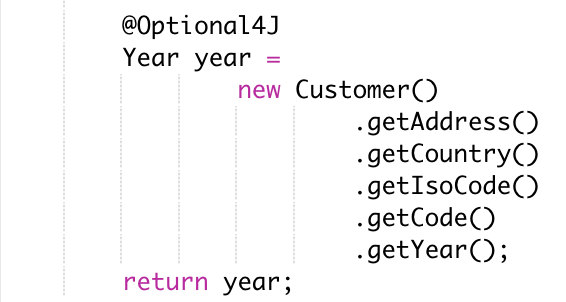 @Optional4J
Year year =
new Customer()
.getAddress()
.getCountry()
.getIsoCode()
.getCode()
.getYear();
return year;